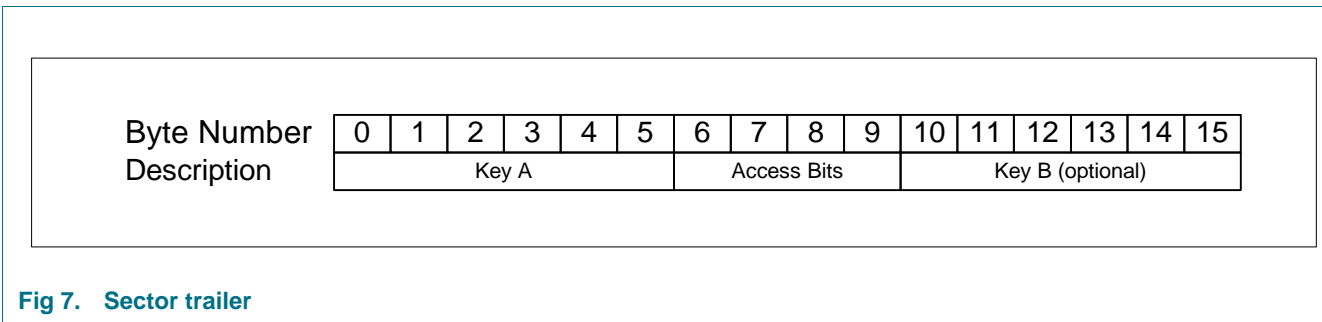 Byte Number 0 1 2 3 4 5 6 7 8 9 10 11 12 13 14 15
Description Key A Access Bits Key B (optional)
Fig 7. Sector trailer